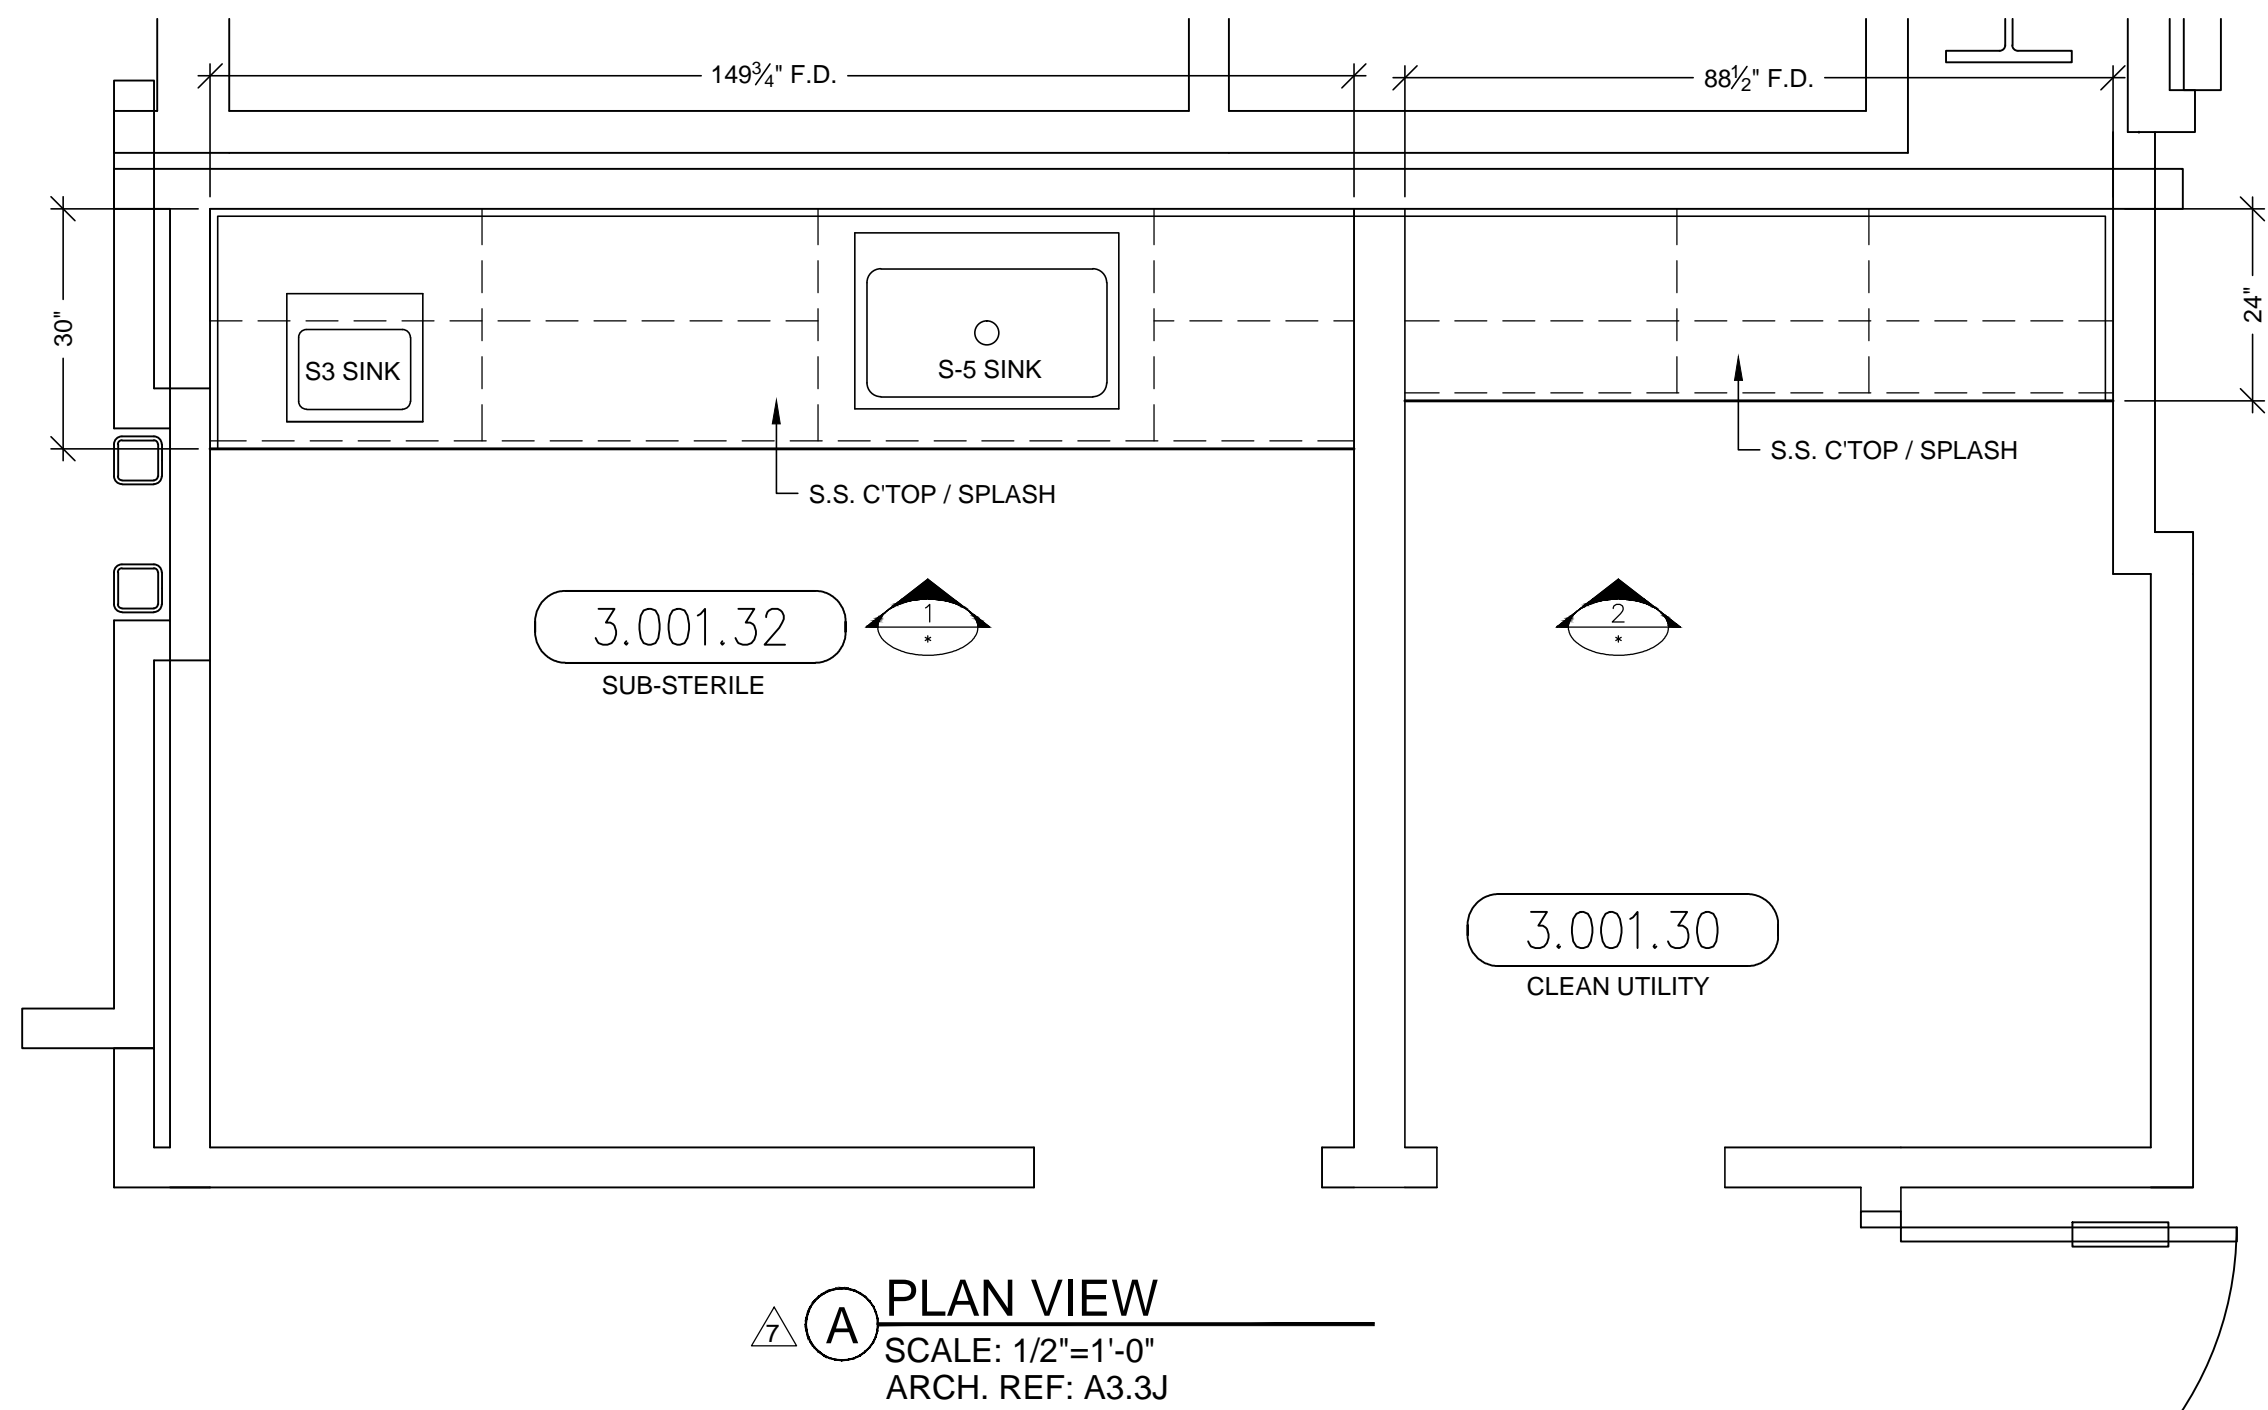 149¾" F.D.
88½" F.D.
30"
24"
S3 SINK
S-5 SINK
S.S. C'TOP / SPLASH
S.S. C'TOP / SPLASH
3.001.32
SUB-STERILE
1
*
2
*
3.001.30
CLEAN UTILITY
7
A
PLAN VIEW
SCALE: 1/2"=1'-0"
ARCH. REF: A3.3J